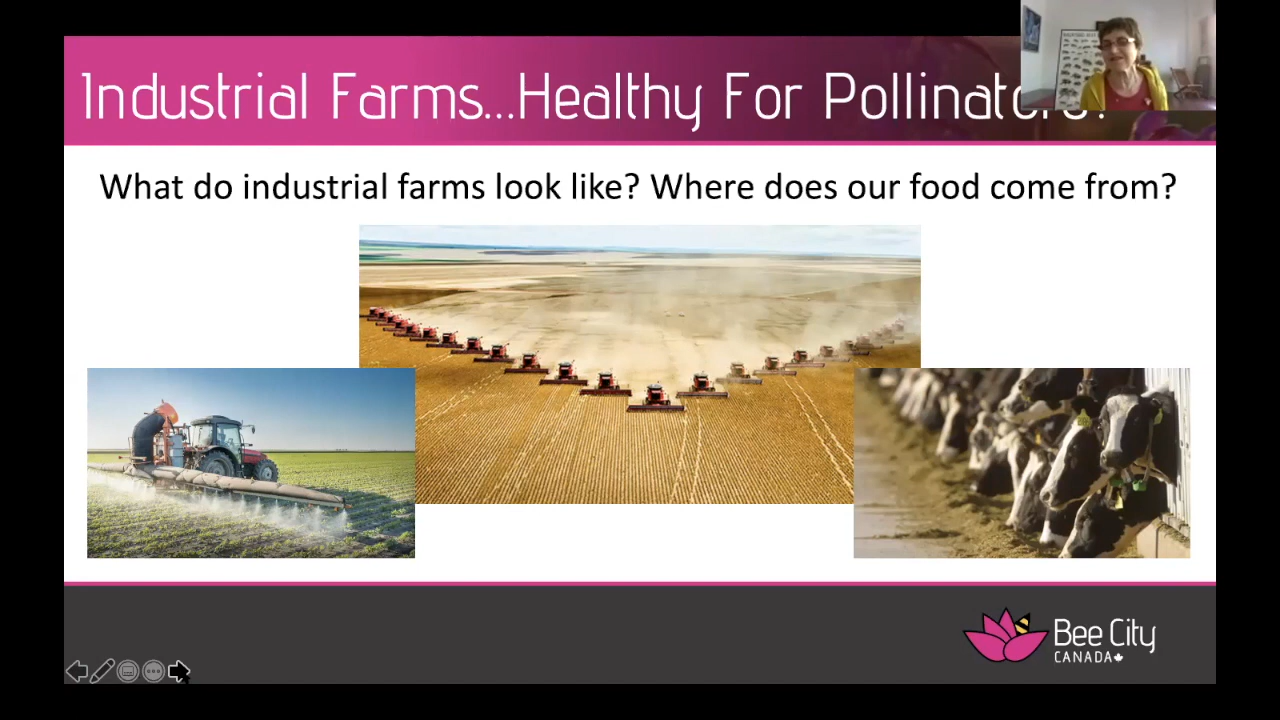 Industrial Farms...Healthy For Pollinators?
What do industrial farms look like? Where does our food come from?
Bee City
CANADA